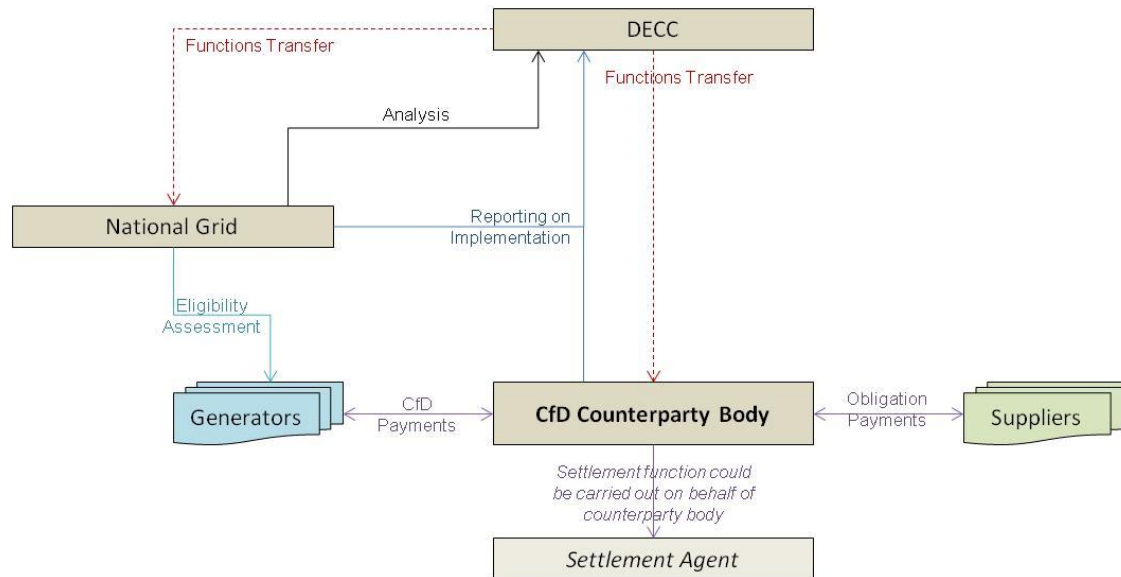 DECC
Functions Transfer
Functions Transfer
Analysis
National Grid
Reporting on
Implementation
Eligibility
Assessment
Generators
CfD
Payments
CfD Counterparty Body
Obligation
Payments
Suppliers
Settlement function could
be carried out on behalf of
counterparty body
Settlement Agent